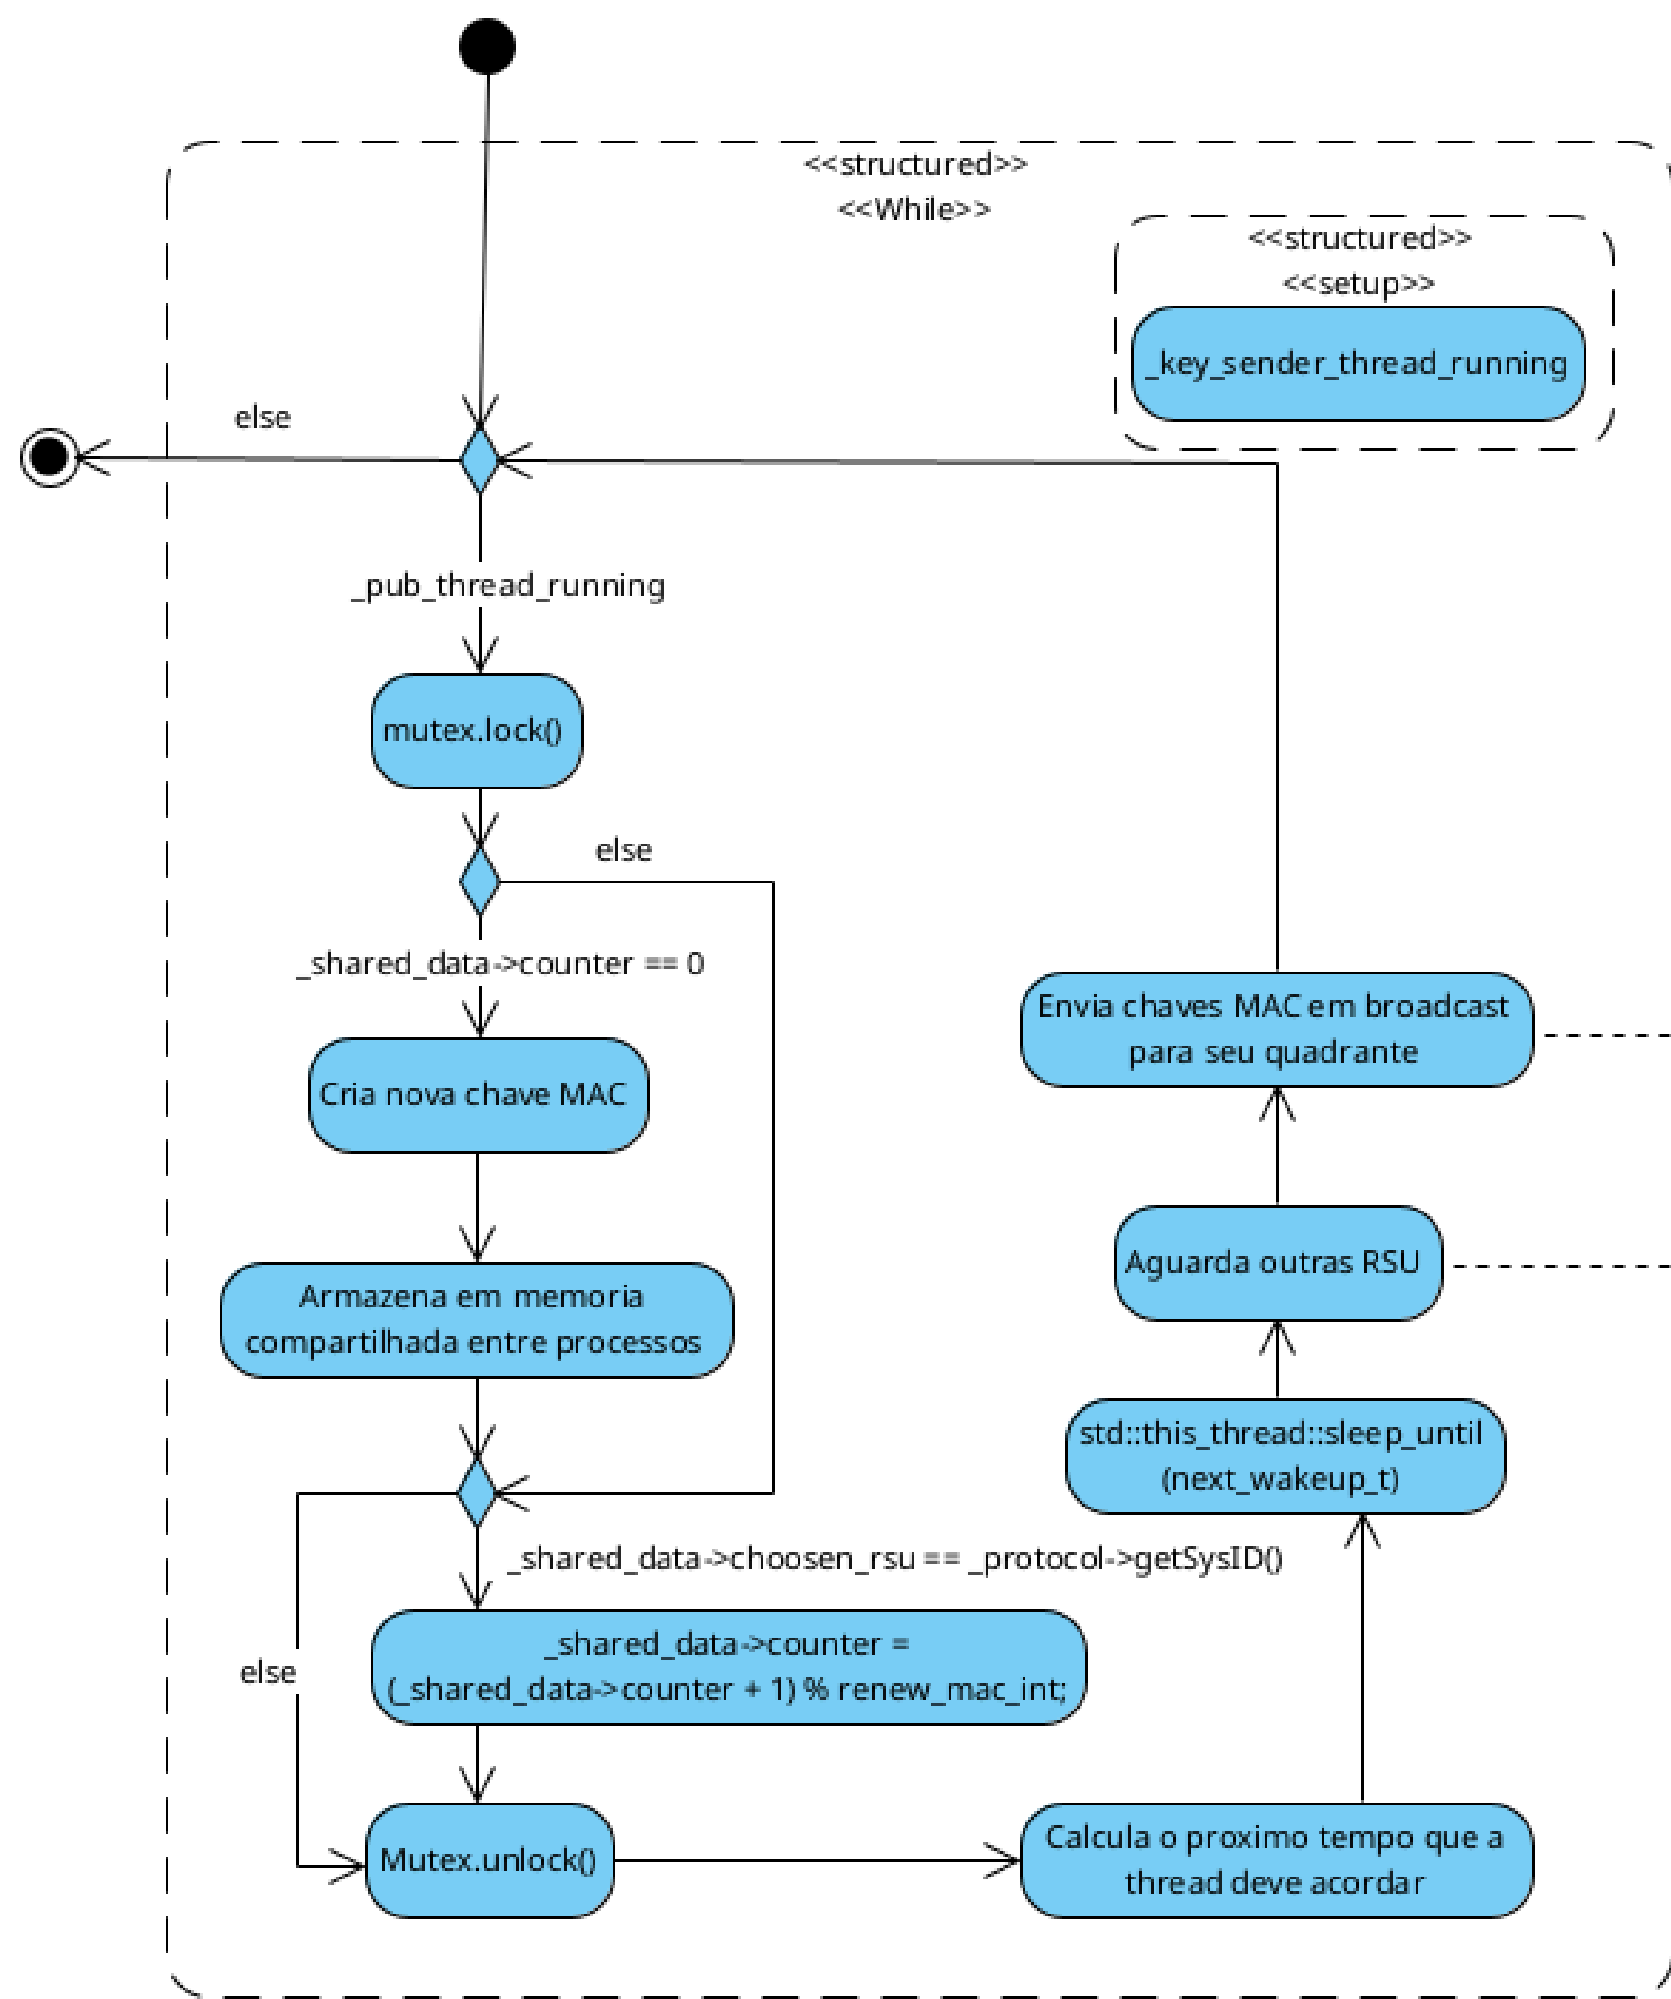 <<structured>>
<<While>>
<<structured>>
<<setup>>
_key_sender_thread_running
else
_pub_thread_running
mutex.lock()
else
_shared_data->counter == 0
Cria nova chave MAC
Armazena em memoria
compartilhada entre processos
_shared_data->choosen_rsu == _protocol->getSysID()
_shared_data->counter =
(_shared_data->counter + 1) % renew_mac_int;
else
Mutex.unlock()
Calcula o proximo tempo que a
thread deve acordar
std::this_thread::sleep_until
(next_wakeup_t)
Aguarda outras RSU
Envia chaves MAC em broadcast
para seu quadrante